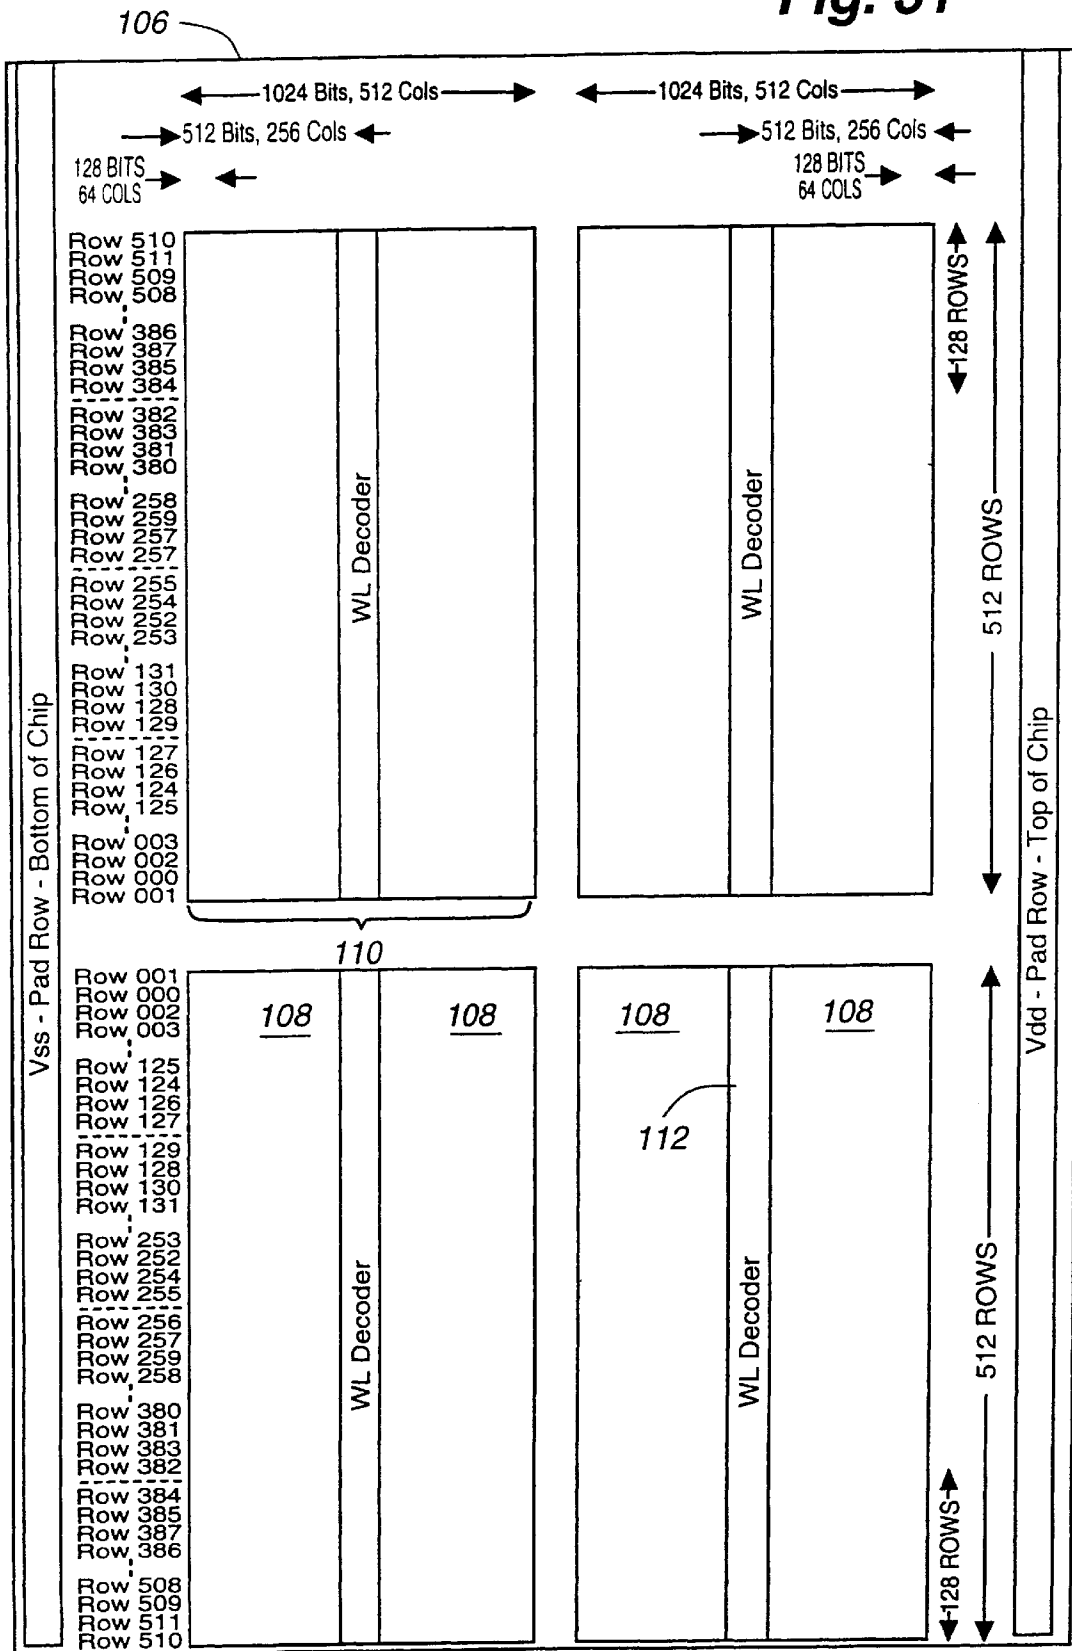 Fig. 31
106
1024 Bits, 512 Cols
1024 Bits, 512 Cols
512 Bits, 256 Cols
512 Bits, 256 Cols
128 BITS
64 COLS
128 BITS
64 COLS
Row 510
Row 511
Row 509
Row 508
Row 386
Row 387
Row 385
Row 384
Row 382
Row 383
Row 381
Row 380
Row 258
Row 259
Row 257
Row 257
Row 255
Row 254
Row 252
Row 253
Row 131
Row 130
Row 128
Row 129
Row 127
Row 126
Row 124
Row 125
Row 003
Row 002
Row 000
Row 001
WL Decoder
WL Decoder
128 ROWS
512 ROWS
Vss - Pad Row - Bottom of Chip
Vdd - Pad Row - Top of Chip
110
Row 001
Row 000
Row 002
Row 003
Row 125
Row 124
Row 126
Row 127
Row 129
Row 128
Row 130
Row 131
Row 253
Row 252
Row 254
Row 255
Row 256
Row 257
Row 259
Row 258
Row 380
Row 381
Row 383
Row 382
Row 384
Row 385
Row 387
Row 386
Row 508
Row 509
Row 511
Row 510
108
108
108
108
112
WL Decoder
WL Decoder
512 ROWS
128 ROWS